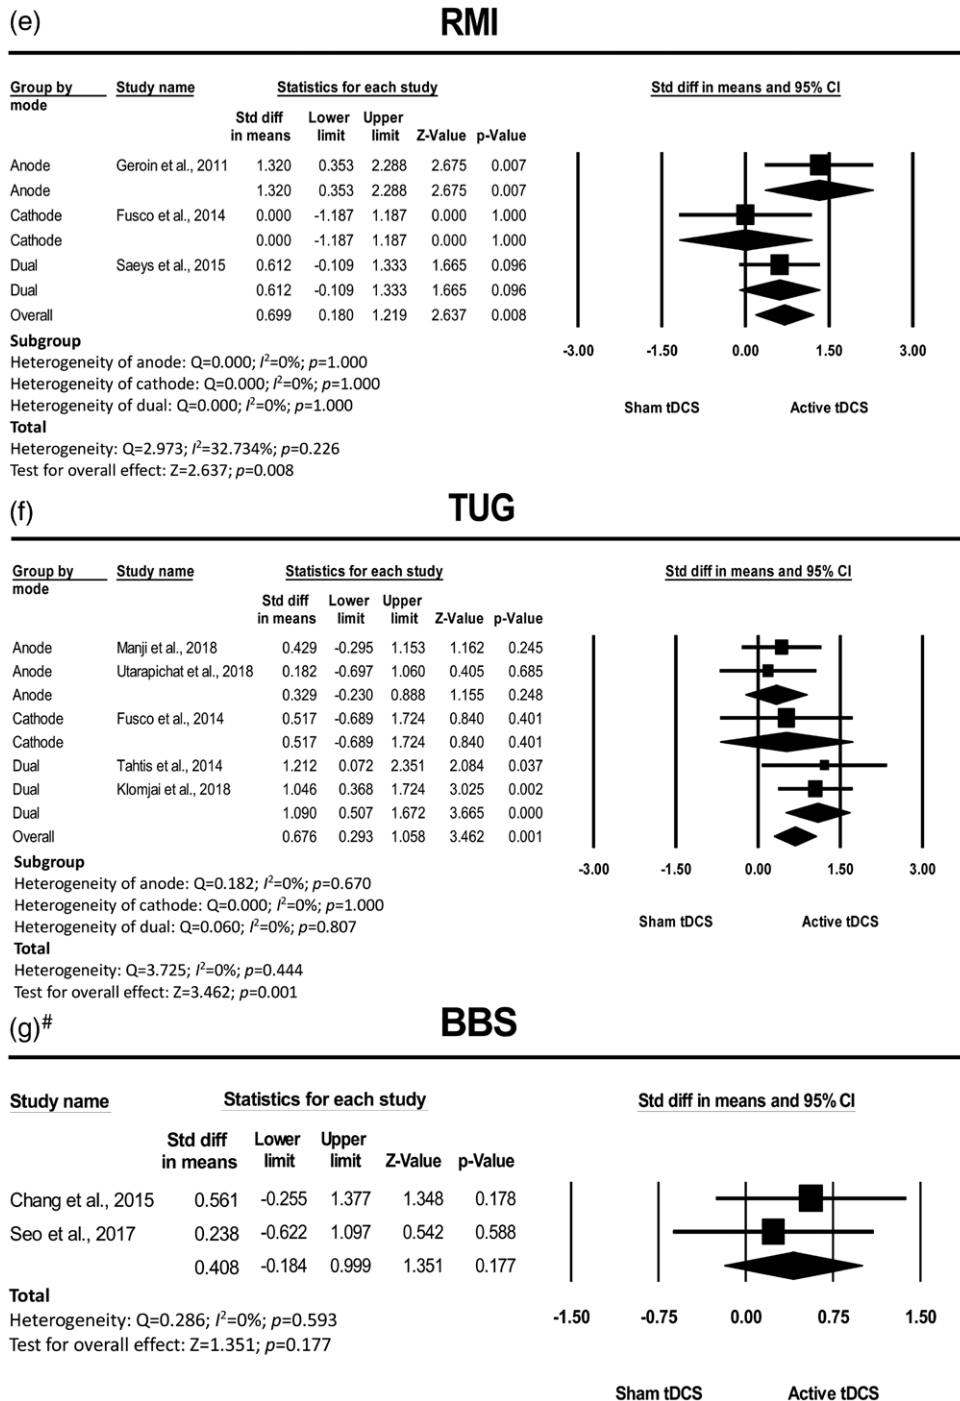 (e) RMI
Group by mode Study name Statistics for each study Std diff in means and 95% CI
Std diff in means Lower limit Upper limit Z-Value p-Value
Anode Geroin et al., 2011 1.320 0.353 2.288 2.675 0.007
Anode 1.320 0.353 2.288 2.675 0.007
Cathode Fusco et al., 2014 0.000 -1.187 1.187 0.000 1.000
Cathode 0.000 -1.187 1.187 0.000 1.000
Dual Saeys et al., 2015 0.612 -0.109 1.333 1.665 0.096
Dual 0.612 -0.109 1.333 1.665 0.096
Overall 0.699 0.180 1.219 2.637 0.008
-3.00 -1.50 0.00 1.50 3.00
Sham tDCS Active tDCS
Subgroup
Heterogeneity of anode: Q=0.000; I²=0%; p=1.000
Heterogeneity of cathode: Q=0.000; I²=0%; p=1.000
Heterogeneity of dual: Q=0.000; I²=0%; p=1.000
Total
Heterogeneity: Q=2.973; I²=32.734%; p=0.226
Test for overall effect: Z=2.637; p=0.008
(f) TUG
Group by mode Study name Statistics for each study Std diff in means and 95% CI
Std diff in means Lower limit Upper limit Z-Value p-Value
Anode Manji et al., 2018 0.429 -0.295 1.153 1.162 0.245
Anode Utarapichat et al., 2018 0.182 -0.697 1.060 0.405 0.685
Anode 0.329 -0.230 0.888 1.155 0.248
Cathode Fusco et al., 2014 0.517 -0.689 1.724 0.840 0.401
Cathode 0.517 -0.689 1.724 0.840 0.401
Dual Tahtis et al., 2014 1.212 0.072 2.351 2.084 0.037
Dual Klomjai et al., 2018 1.046 0.368 1.724 3.025 0.002
Dual 1.090 0.507 1.672 3.665 0.000
Overall 0.676 0.293 1.058 3.462 0.001
-3.00 -1.50 0.00 1.50 3.00
Sham tDCS Active tDCS
Subgroup
Heterogeneity of anode: Q=0.182; I²=0%; p=0.670
Heterogeneity of cathode: Q=0.000; I²=0%; p=1.000
Heterogeneity of dual: Q=0.060; I²=0%; p=0.807
Total
Heterogeneity: Q=3.725; I²=0%; p=0.444
Test for overall effect: Z=3.462; p=0.001
(g)# BBS
Study name Statistics for each study Std diff in means and 95% CI
Std diff in means Lower limit Upper limit Z-Value p-Value
Chang et al., 2015 0.561 -0.255 1.377 1.348 0.178
Seo et al., 2017 0.238 -0.622 1.097 0.542 0.588
0.408 -0.184 0.999 1.351 0.177
Total
Heterogeneity: Q=0.286; I²=0%; p=0.593
Test for overall effect: Z=1.351; p=0.177
-1.50 -0.75 0.00 0.75 1.50
Sham tDCS Active tDCS